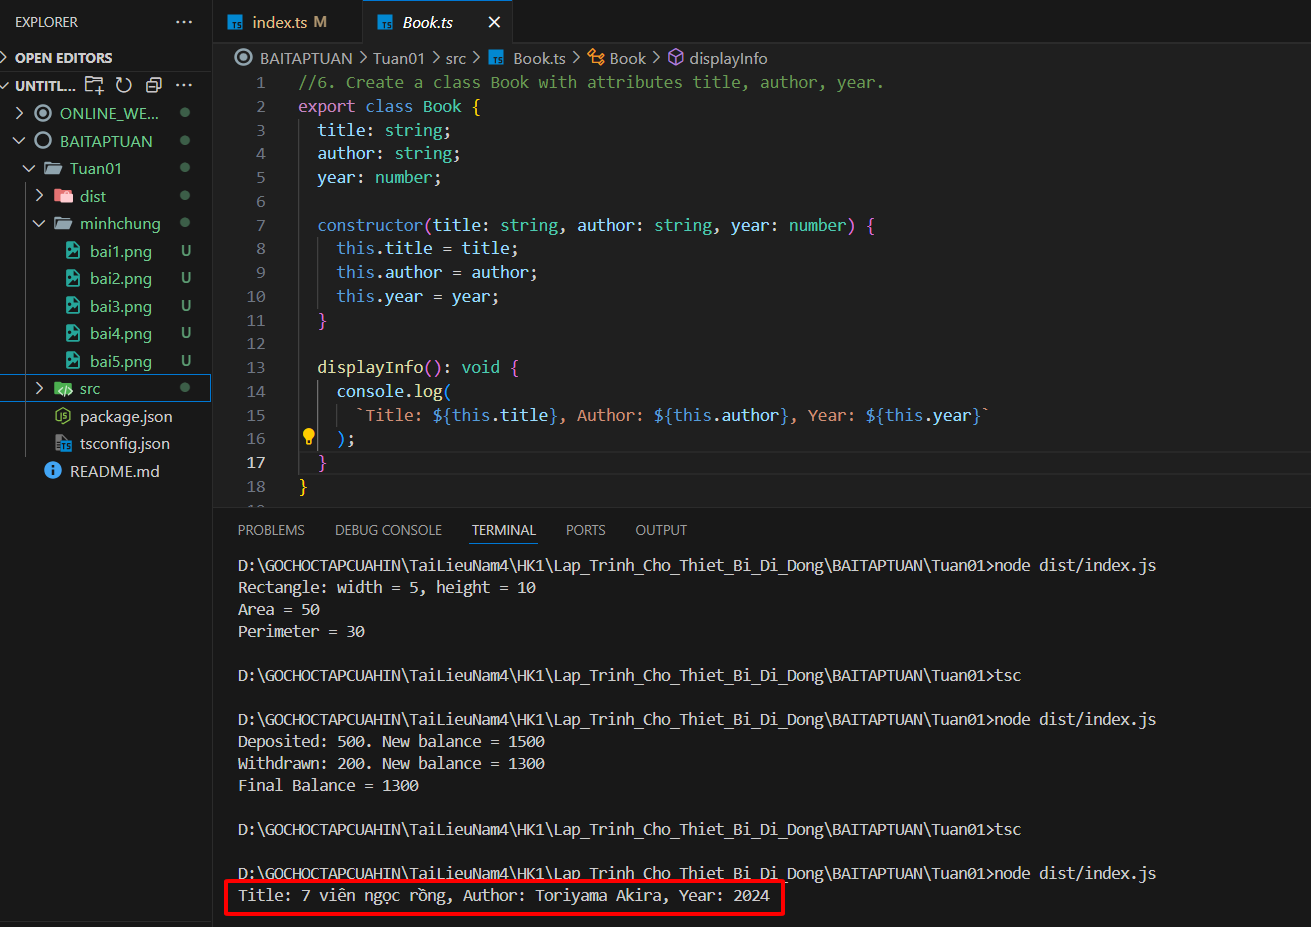 EXPLORER
OPEN EDITORS
UNTITL...
ONLINE_WE...
BAITAPTUAN
Tuan01
dist
minhchung
bai1.png U
bai2.png U
bai3.png U
bai4.png U
bai5.png U
src
package.json
tsconfig.json
README.md
index.ts M
Book.ts
BAITAPTUAN > Tuan01 > src > Book.ts > Book > displayInfo
1 //6. Create a class Book with attributes title, author, year.
2 export class Book {
3 title: string;
4 author: string;
5 year: number;
6
7 constructor(title: string, author: string, year: number) {
8 this.title = title;
9 this.author = author;
10 this.year = year;
11 }
12
13 displayInfo(): void {
14 console.log(
15 `Title: ${this.title}, Author: ${this.author}, Year: ${this.year}`
16 );
17 }
18 }
PROBLEMS DEBUG CONSOLE TERMINAL PORTS OUTPUT
D:\GOCHOCTAPCUAHIN\TaiLieuNam4\HK1\Lap_Trinh_Cho_Thiet_Bi_Di_Dong\BAITAPTUAN\Tuan01>node dist/index.js
Rectangle: width = 5, height = 10
Area = 50
Perimeter = 30
D:\GOCHOCTAPCUAHIN\TaiLieuNam4\HK1\Lap_Trinh_Cho_Thiet_Bi_Di_Dong\BAITAPTUAN\Tuan01>tsc
D:\GOCHOCTAPCUAHIN\TaiLieuNam4\HK1\Lap_Trinh_Cho_Thiet_Bi_Di_Dong\BAITAPTUAN\Tuan01>node dist/index.js
Deposited: 500. New balance = 1500
Withdrawn: 200. New balance = 1300
Final Balance = 1300
D:\GOCHOCTAPCUAHIN\TaiLieuNam4\HK1\Lap_Trinh_Cho_Thiet_Bi_Di_Dong\BAITAPTUAN\Tuan01>tsc
D:\GOCHOCTAPCUAHIN\TaiLieuNam4\HK1\Lap_Trinh_Cho_Thiet_Bi_Di_Dong\BAITAPTUAN\Tuan01>node dist/index.js
Title: 7 viên ngọc rồng, Author: Toriyama Akira, Year: 2024